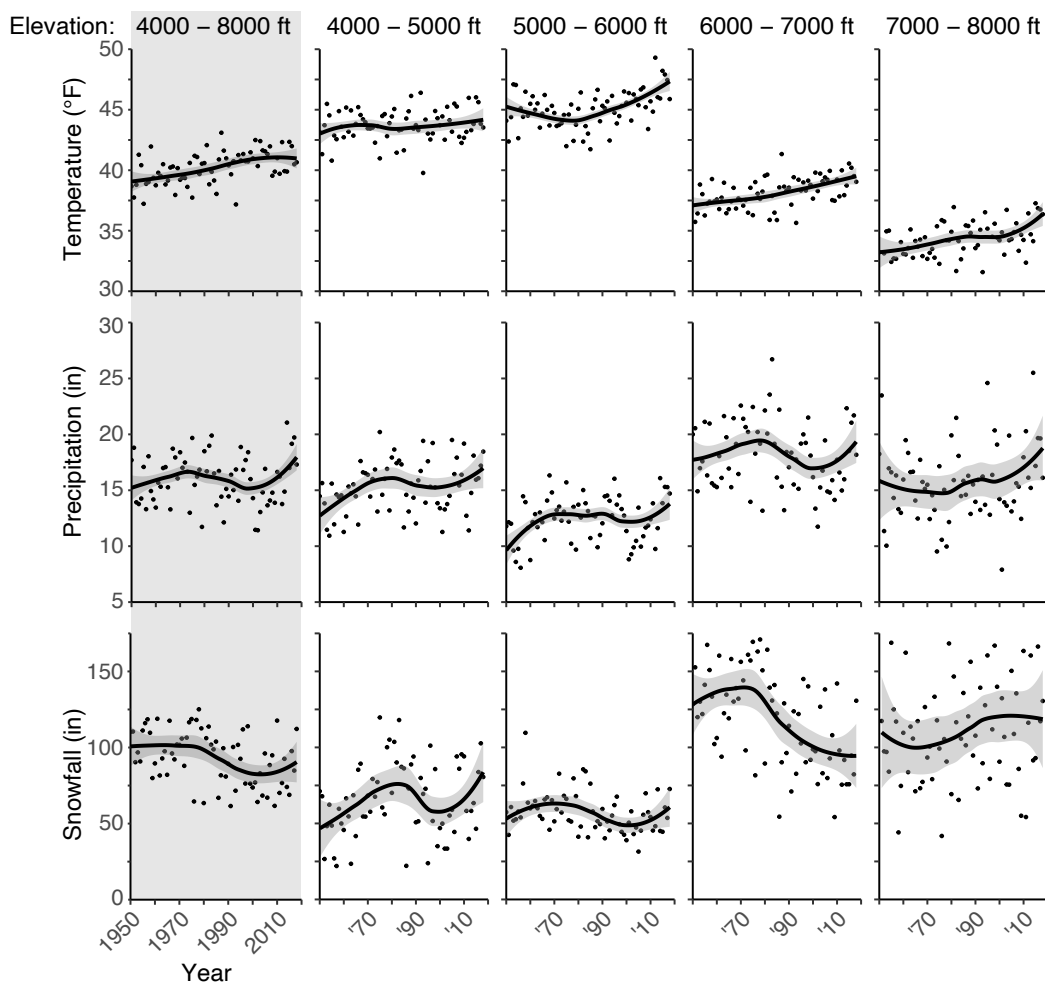 Elevation: 4000 – 8000 ft 4000 – 5000 ft 5000 – 6000 ft 6000 – 7000 ft 7000 – 8000 ft
Temperature (°F)
50
45
40
35
30
Precipitation (in)
30
25
20
15
10
5
Snowfall (in)
150
100
50
0
1950 1970 1990 2010 '70 '90 '10 '70 '90 '10 '70 '90 '10 '70 '90 '10
Year